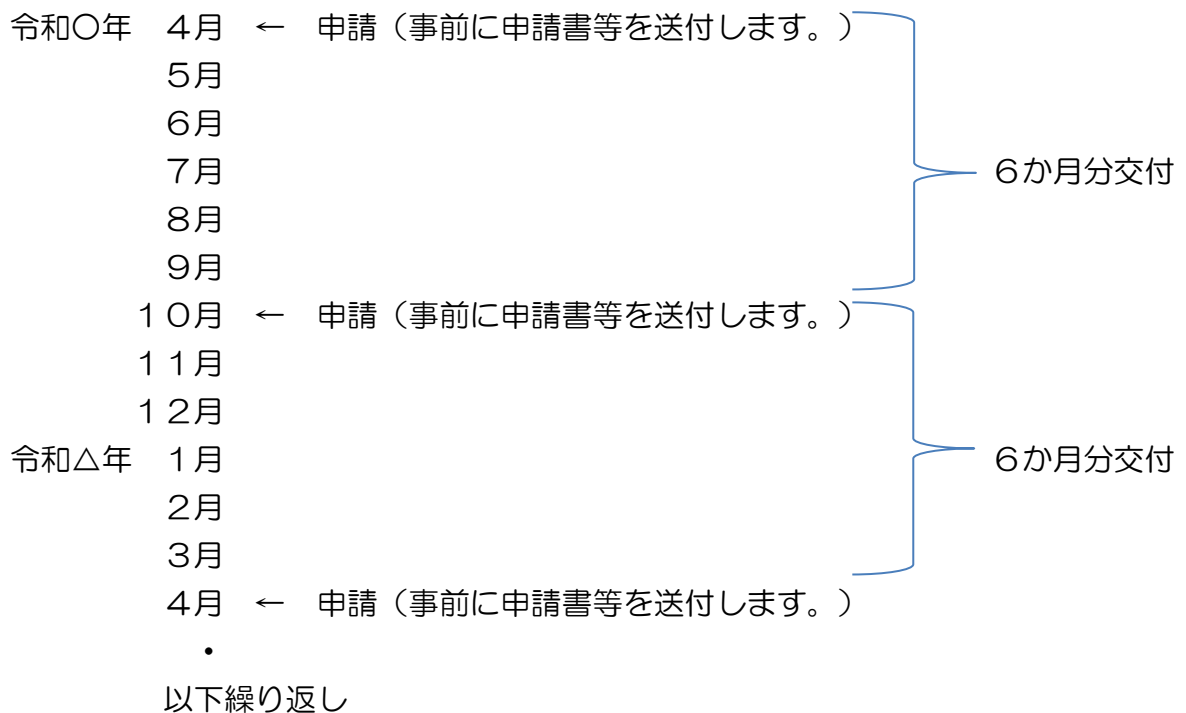 令和〇年　４月　←　申請（事前に申請書等を送付します。）
５月
６月
７月　６か月分交付
８月
９月
１０月　←　申請（事前に申請書等を送付します。）
１１月
１２月
令和△年　１月　６か月分交付
２月
３月
４月　←　申請（事前に申請書等を送付します。）
・
以下繰り返し